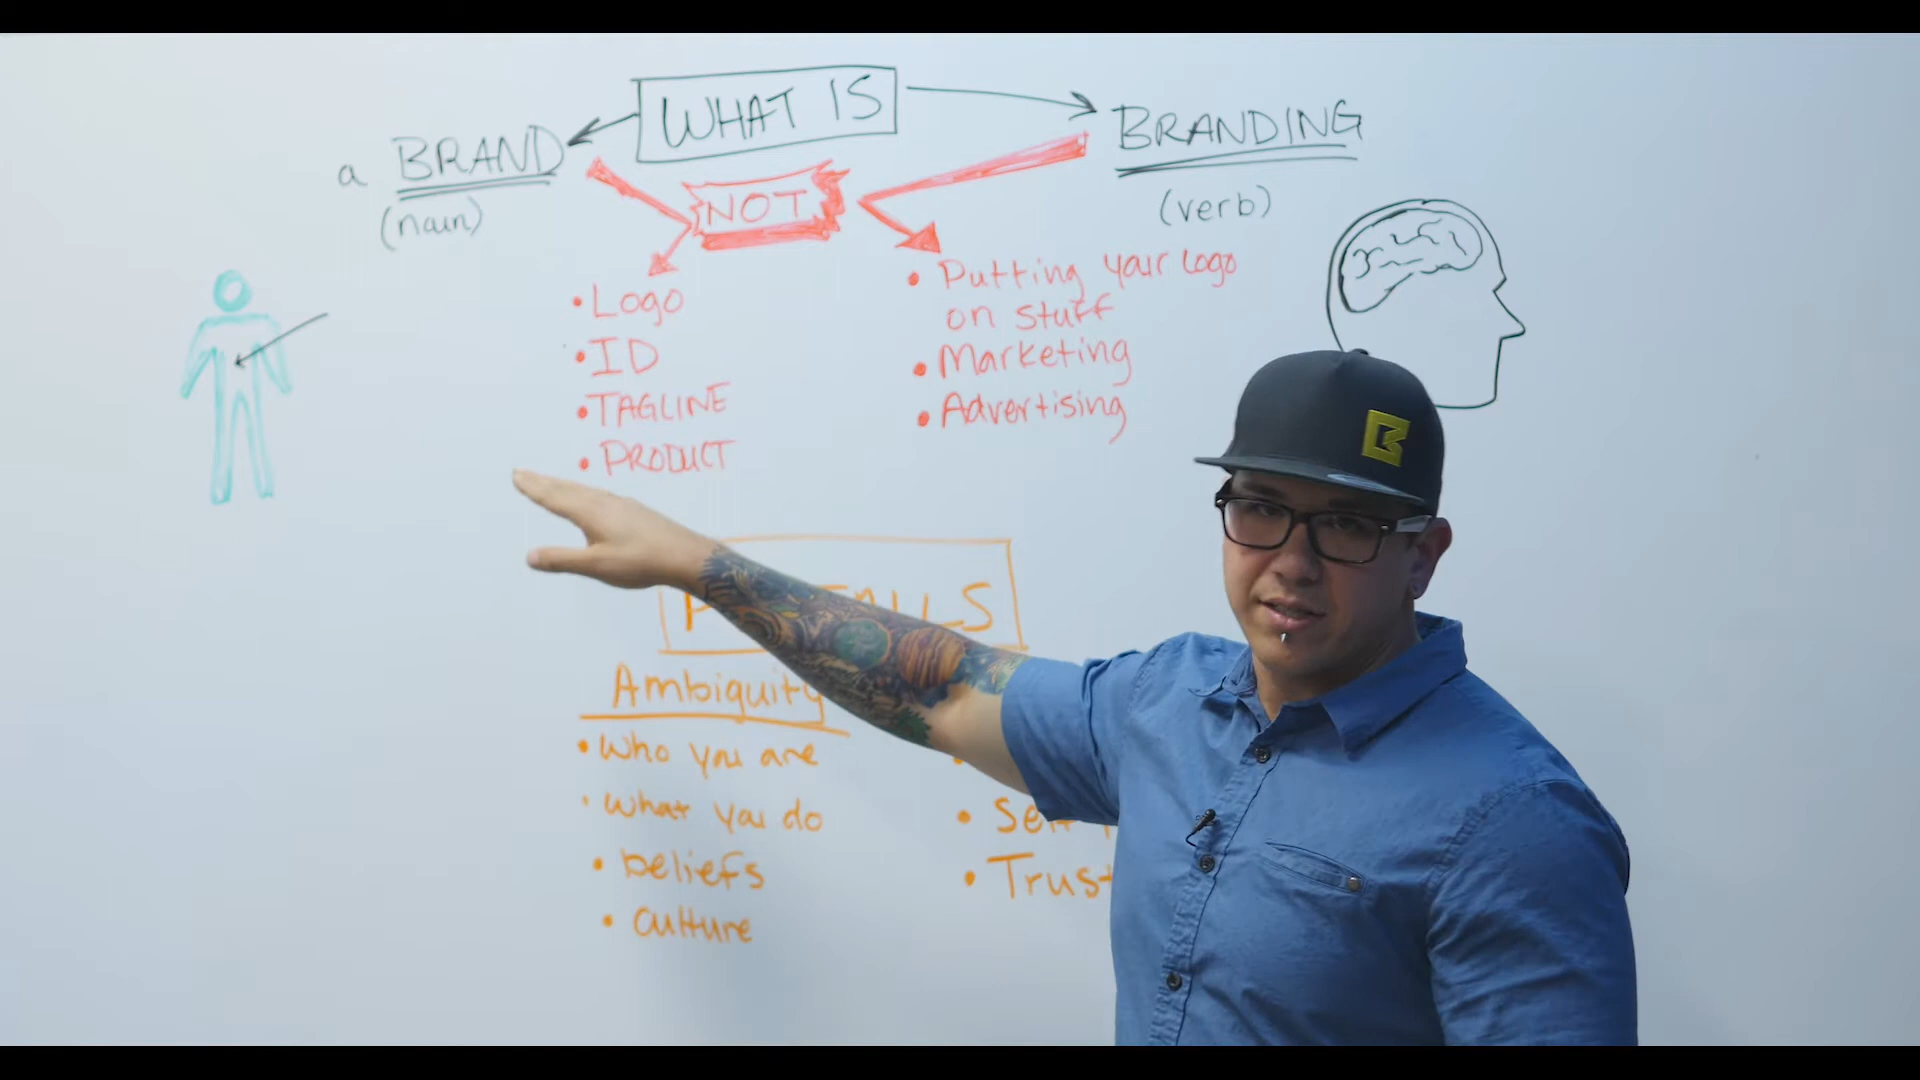 WHAT IS
a BRAND
(noun)
BRANDING
(verb)
NOT
• Logo
• ID
• TAGLINE
• PRODUCT
• Putting your logo
on stuff
• Marketing
• Advertising
Ambiguity
• Who you are
• what you do
• beliefs
• culture
• Trust